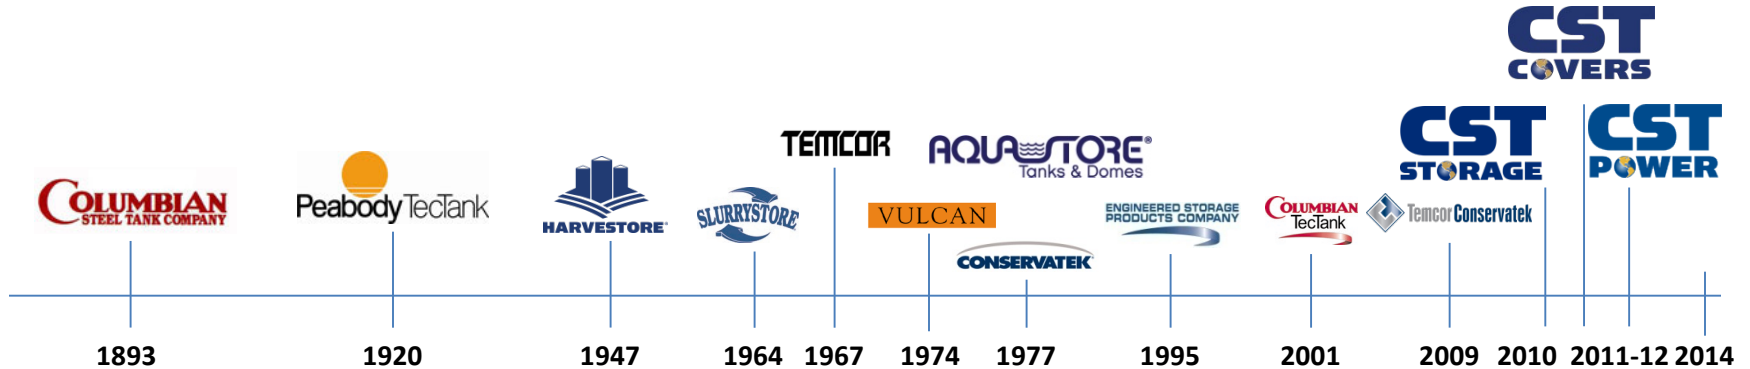 CST
COVERS
CST
STORAGE
CST
POWER
TEMCOR
AQUASTORE®
Tanks & Domes
COLUMBIAN
STEEL TANK COMPANY
Peabody TecTank
HARVESTORE®
SLURRYSTORE
VULCAN
CONSERVATEK
ENGINEERED STORAGE
PRODUCTS COMPANY
COLUMBIAN
TecTank
TemcorConservatek
1893 1920 1947 1964 1967 1974 1977 1995 2001 2009 2010 2011-12 2014